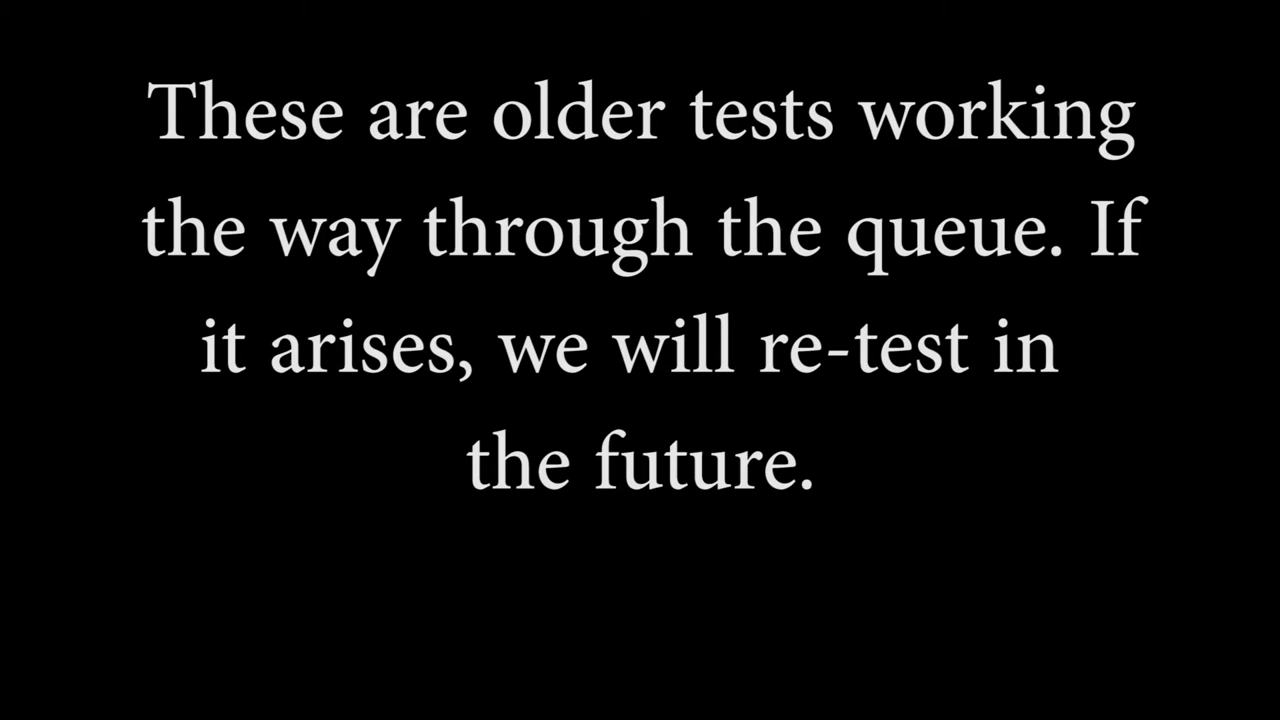 These are older tests working
the way through the queue. If
it arises, we will re-test in
the future.